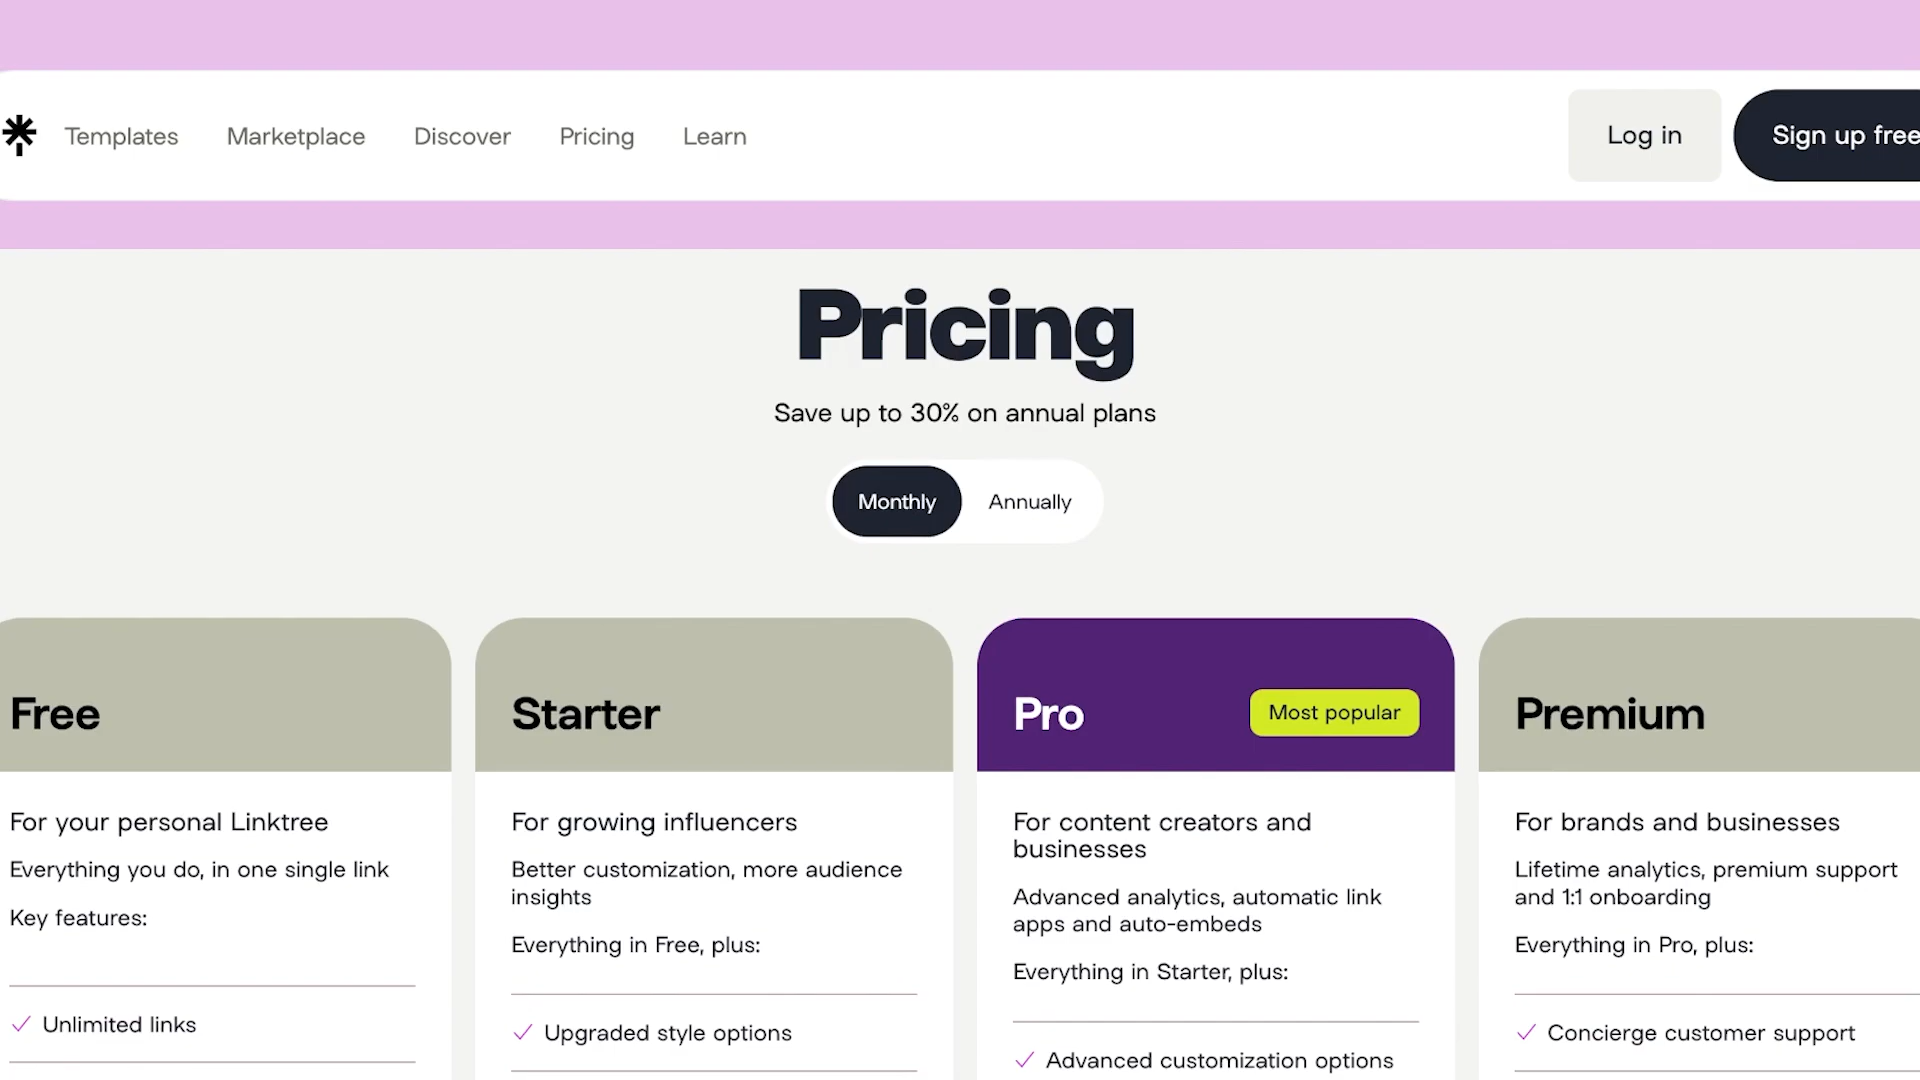 Templates Marketplace Discover Pricing Learn Log in Sign up free
Pricing
Save up to 30% on annual plans
Monthly Annually
Free
For your personal Linktree
Everything you do, in one single link
Key features:
Unlimited links
Starter
For growing influencers
Better customization, more audience
insights
Everything in Free, plus:
Upgraded style options
Pro
Most popular
For content creators and
businesses
Advanced analytics, automatic link
apps and auto-embeds
Everything in Starter, plus:
Advanced customization options
Premium
For brands and businesses
Lifetime analytics, premium support
and 1:1 onboarding
Everything in Pro, plus:
Concierge customer support